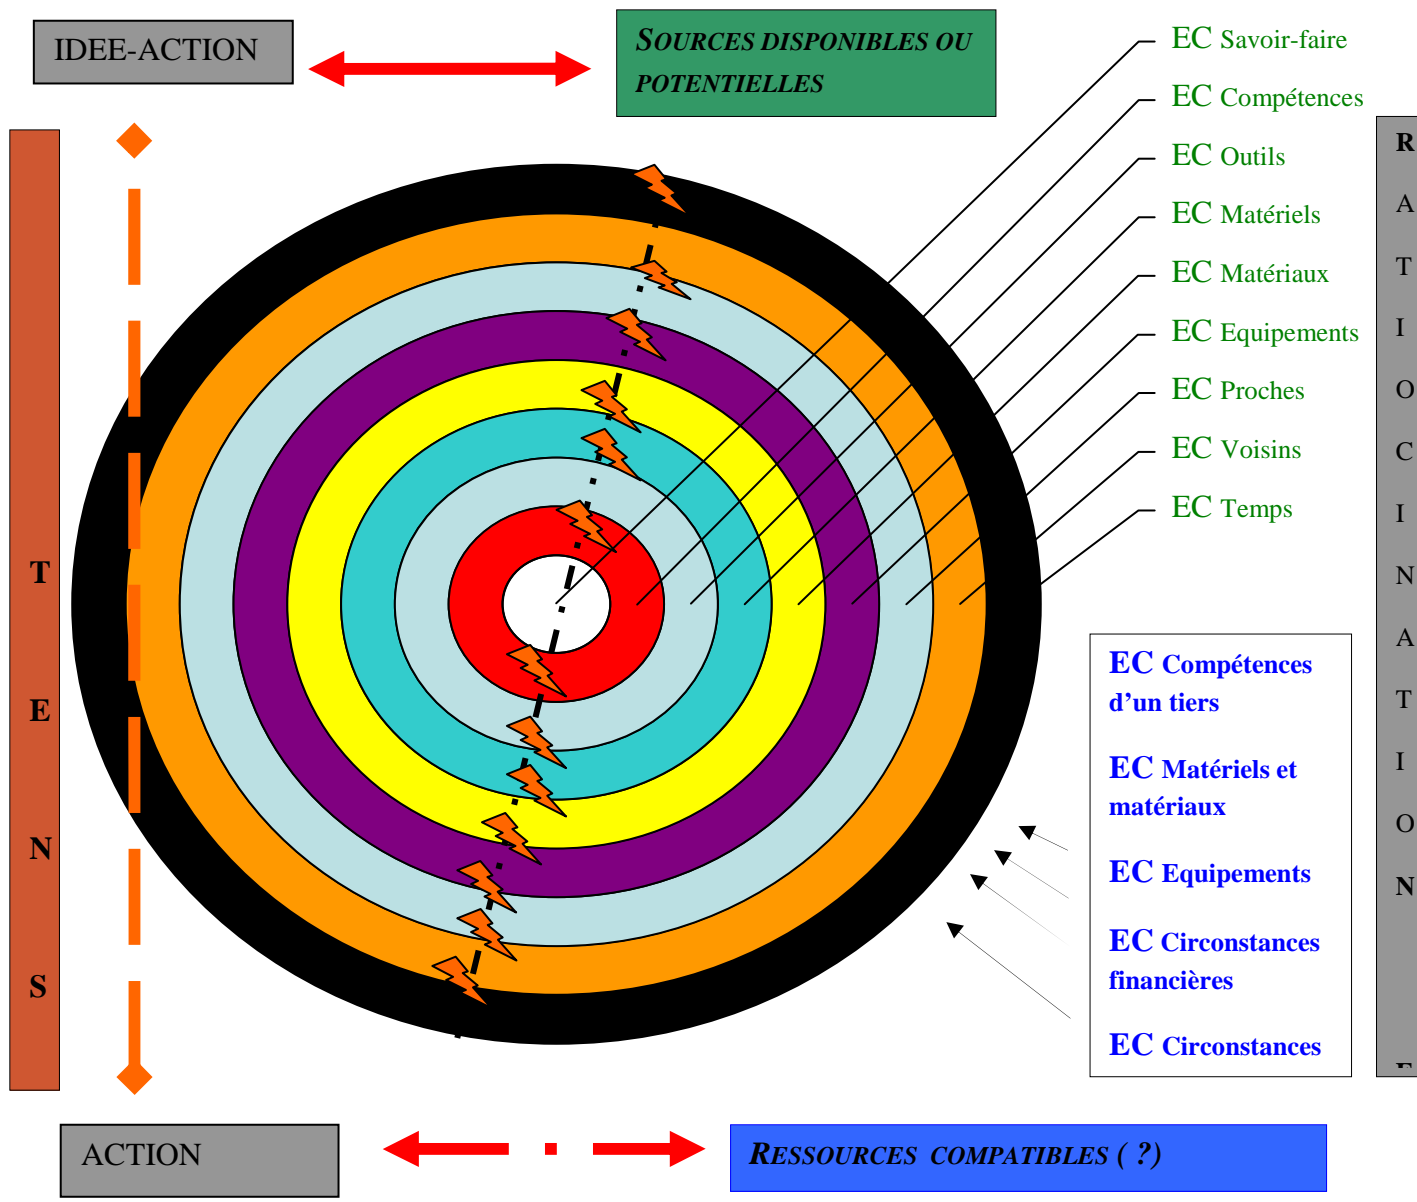 IDEE-ACTION
SOURCES DISPONIBLES OU
POTENTIELLES
EC Savoir-faire
EC Compétences
EC Outils
EC Matériels
EC Matériaux
EC Equipements
EC Proches
EC Voisins
EC Temps
T
E
N
S
R
A
T
I
O
C
I
N
A
T
I
O
N
EC Compétences
d’un tiers
EC Matériels et
matériaux
EC Equipements
EC Circonstances
financières
EC Circonstances
ACTION
RESSOURCES COMPATIBLES ( ?)